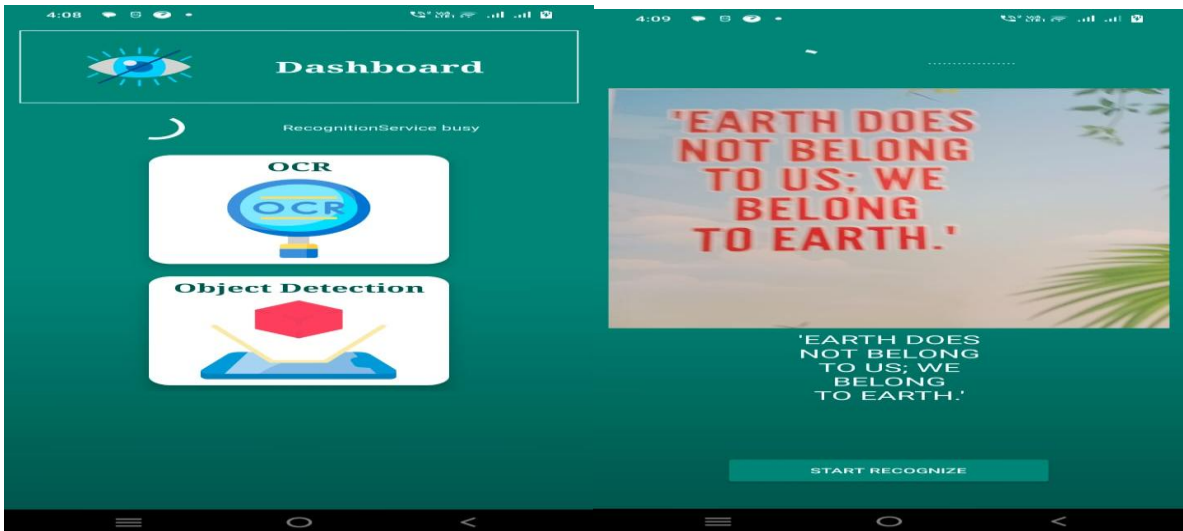 4:08
Dashboard
RecognitionService busy
OCR
OCR
Object Detection
4:09
'EARTH DOES
NOT BELONG
TO US; WE
BELONG
TO EARTH.'
'EARTH DOES
NOT BELONG
TO US; WE
BELONG
TO EARTH.'
START RECOGNIZE